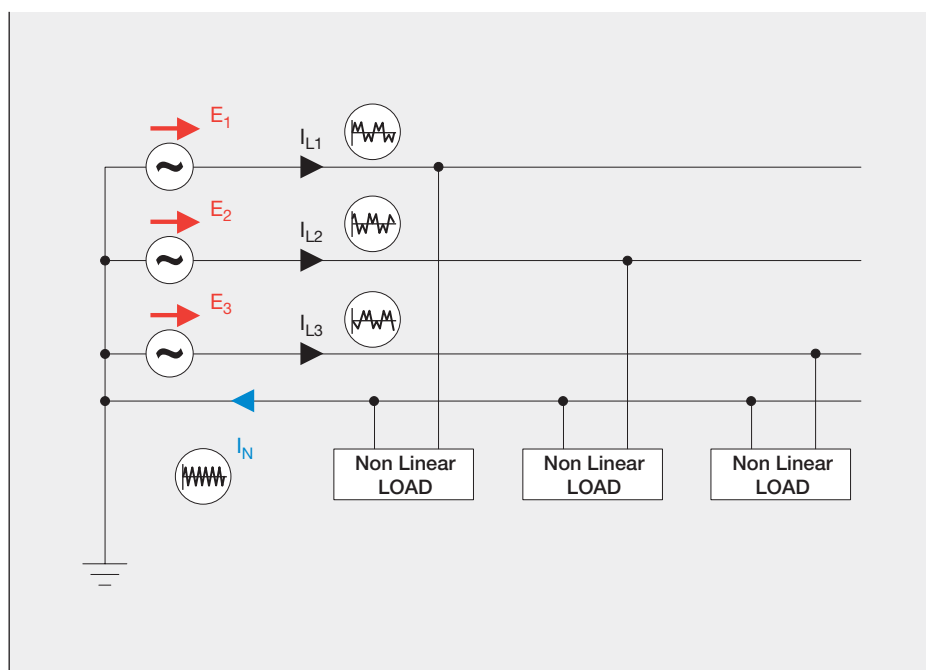 E1
IL1
E2
IL2
E3
IL3
IN
Non Linear
LOAD
Non Linear
LOAD
Non Linear
LOAD